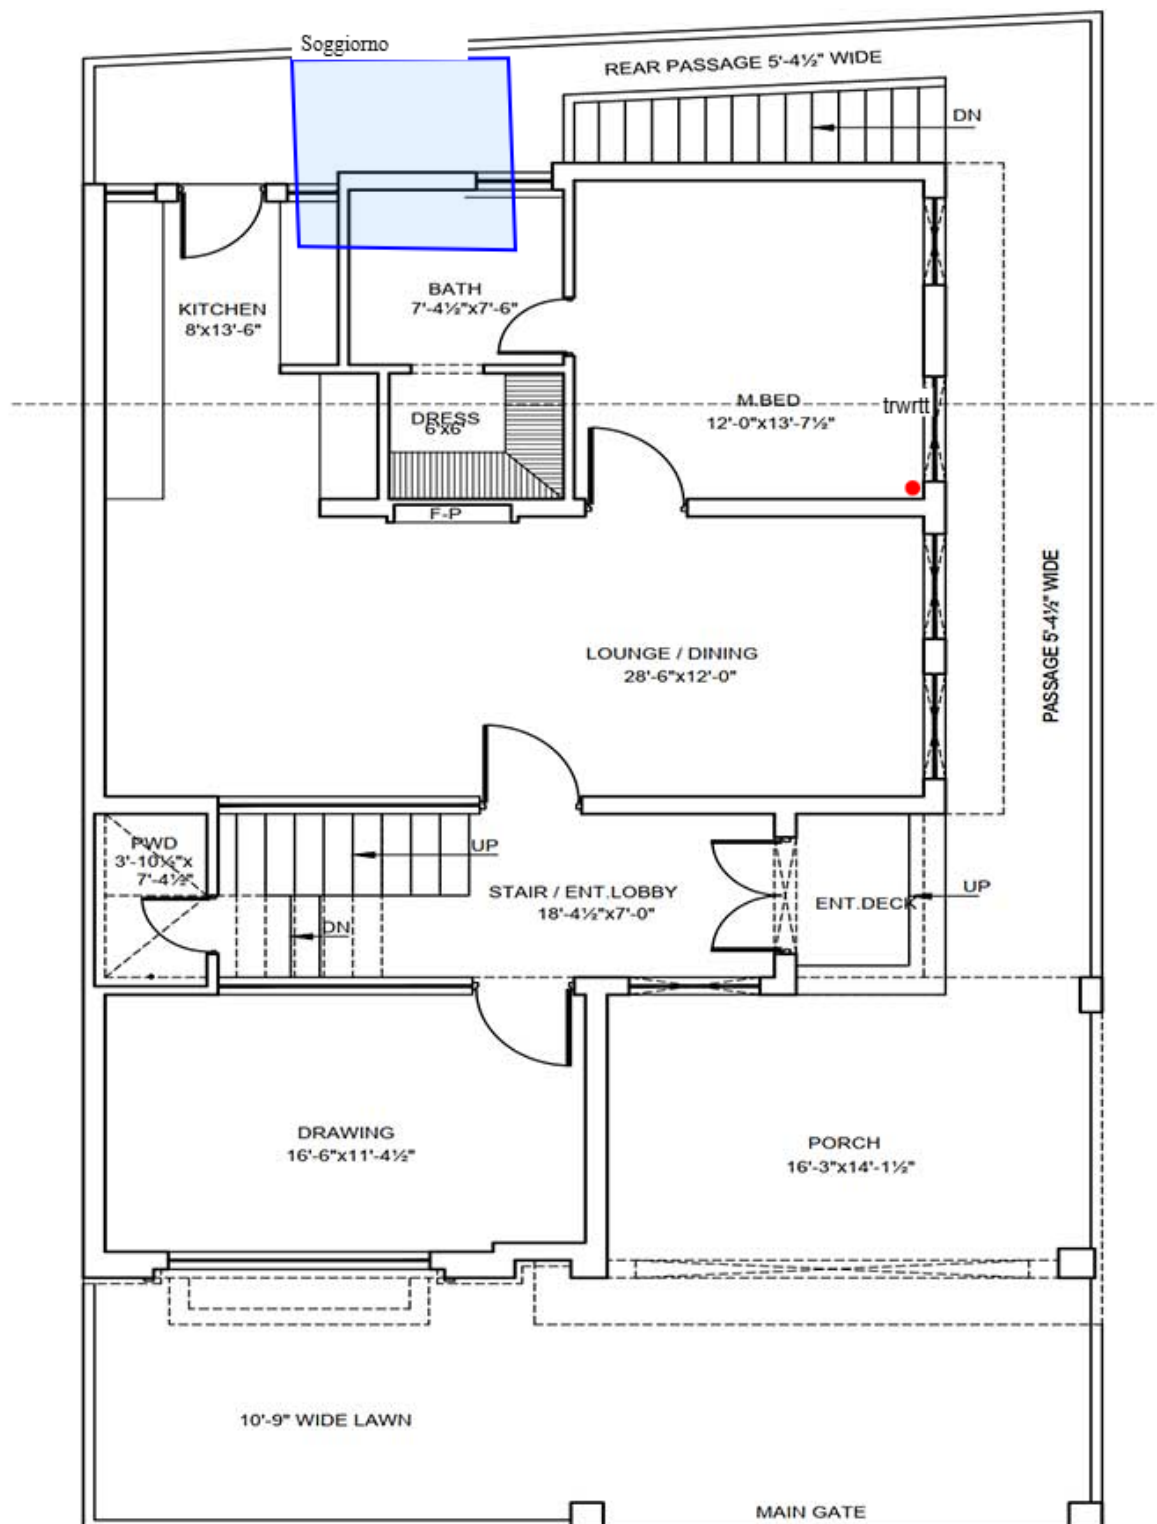 Soggiorno
REAR PASSAGE 5'-4½" WIDE
DN
KITCHEN
8'x13'-6"
BATH
7'-4½"x7'-6"
DRESS
6'x6'
M.BED
12'-0"x13'-7½"
trwrtt
F-P
LOUNGE / DINING
28'-6"x12'-0"
PASSAGE 5'-4½" WIDE
PWD
3'-10½"x
7'-4½"
UP
STAIR / ENT.LOBBY
18'-4½"x7'-0"
DN
ENT.DECK
UP
DRAWING
16'-6"x11'-4½"
PORCH
16'-3"x14'-1½"
10'-9" WIDE LAWN
MAIN GATE